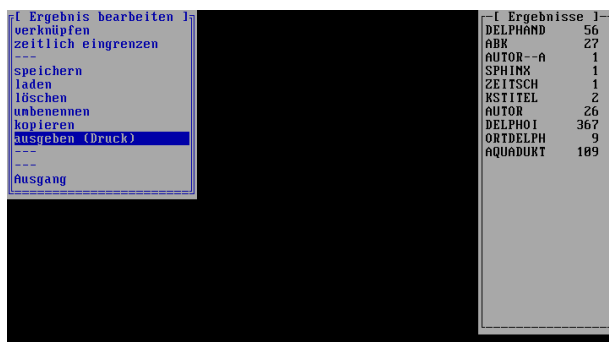 [ Ergebnis bearbeiten ]
verknüpfen
zeitlich eingrenzen
---
speichern
laden
löschen
umbenennen
kopieren
ausgeben (Druck)
---
---
Ausgang
[ Ergebnisse ]
DELPHAND 56
ABK 27
AUTOR--A 1
SPHINX 1
ZEITSCH 1
KSTITEL 2
AUTOR 26
DELPHOI 367
ORTDELPH 9
AQUADUKT 109